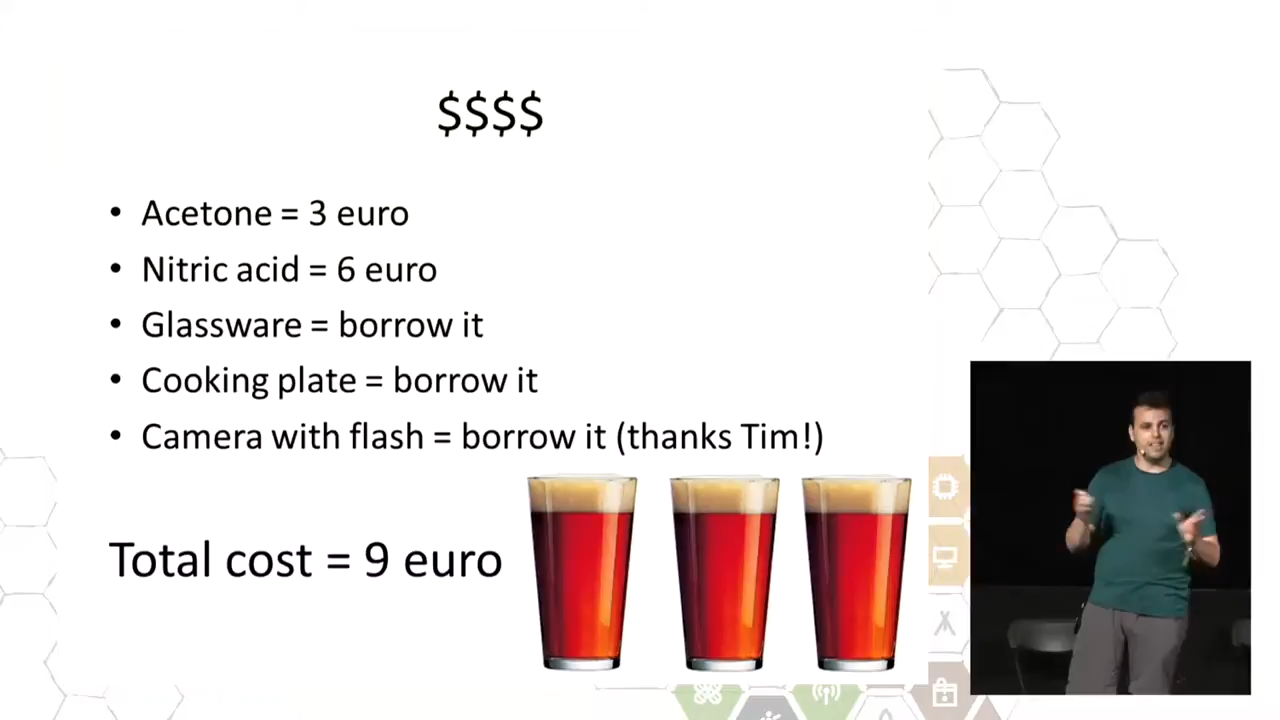 $$$$
• Acetone = 3 euro
• Nitric acid = 6 euro
• Glassware = borrow it
• Cooking plate = borrow it
• Camera with flash = borrow it (thanks Tim!)
Total cost = 9 euro